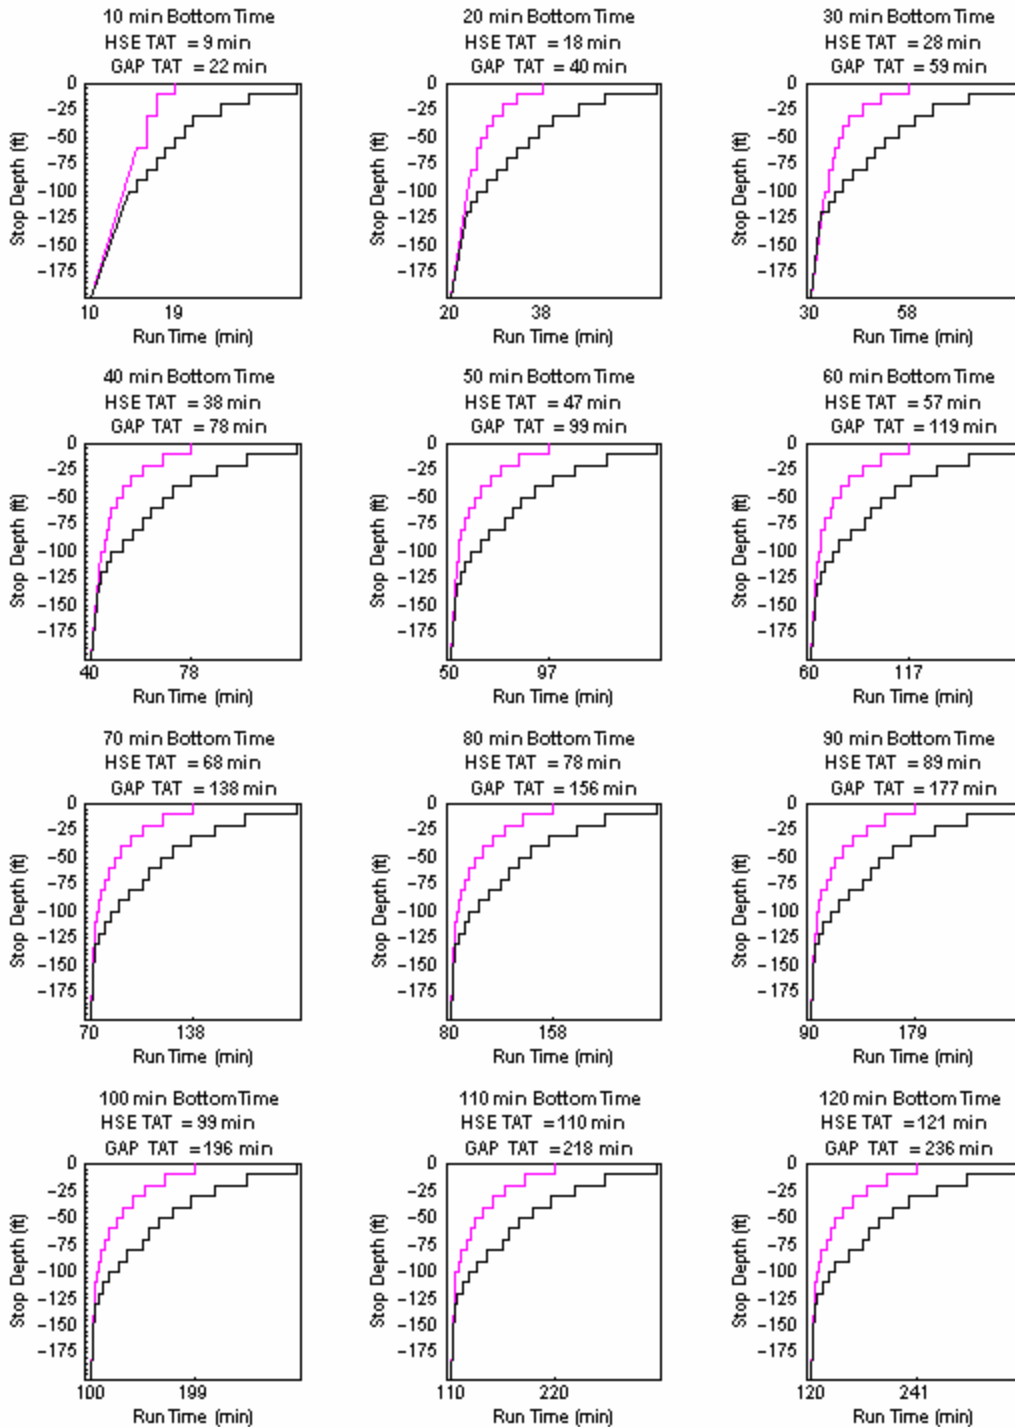 10 min Bottom Time
HSE TAT = 9 min
GAP TAT = 22 min
0
-25
-50
-75
-100
-125
-150
-175
Stop Depth (ft)
10 19
Run Time (min)
20 min Bottom Time
HSE TAT = 18 min
GAP TAT = 40 min
0
-25
-50
-75
-100
-125
-150
-175
Stop Depth (ft)
20 38
Run Time (min)
30 min Bottom Time
HSE TAT = 28 min
GAP TAT = 59 min
0
-25
-50
-75
-100
-125
-150
-175
Stop Depth (ft)
30 58
Run Time (min)
40 min Bottom Time
HSE TAT = 38 min
GAP TAT = 78 min
0
-25
-50
-75
-100
-125
-150
-175
Stop Depth (ft)
40 78
Run Time (min)
50 min Bottom Time
HSE TAT = 47 min
GAP TAT = 99 min
0
-25
-50
-75
-100
-125
-150
-175
Stop Depth (ft)
50 97
Run Time (min)
60 min Bottom Time
HSE TAT = 57 min
GAP TAT = 119 min
0
-25
-50
-75
-100
-125
-150
-175
Stop Depth (ft)
60 117
Run Time (min)
70 min Bottom Time
HSE TAT = 68 min
GAP TAT = 138 min
0
-25
-50
-75
-100
-125
-150
-175
Stop Depth (ft)
70 138
Run Time (min)
80 min Bottom Time
HSE TAT = 78 min
GAP TAT = 156 min
0
-25
-50
-75
-100
-125
-150
-175
Stop Depth (ft)
80 158
Run Time (min)
90 min Bottom Time
HSE TAT = 89 min
GAP TAT = 177 min
0
-25
-50
-75
-100
-125
-150
-175
Stop Depth (ft)
90 179
Run Time (min)
100 min Bottom Time
HSE TAT = 99 min
GAP TAT = 196 min
0
-25
-50
-75
-100
-125
-150
-175
Stop Depth (ft)
100 199
Run Time (min)
110 min Bottom Time
HSE TAT = 110 min
GAP TAT = 218 min
0
-25
-50
-75
-100
-125
-150
-175
Stop Depth (ft)
110 220
Run Time (min)
120 min Bottom Time
HSE TAT = 121 min
GAP TAT = 236 min
0
-25
-50
-75
-100
-125
-150
-175
Stop Depth (ft)
120 241
Run Time (min)